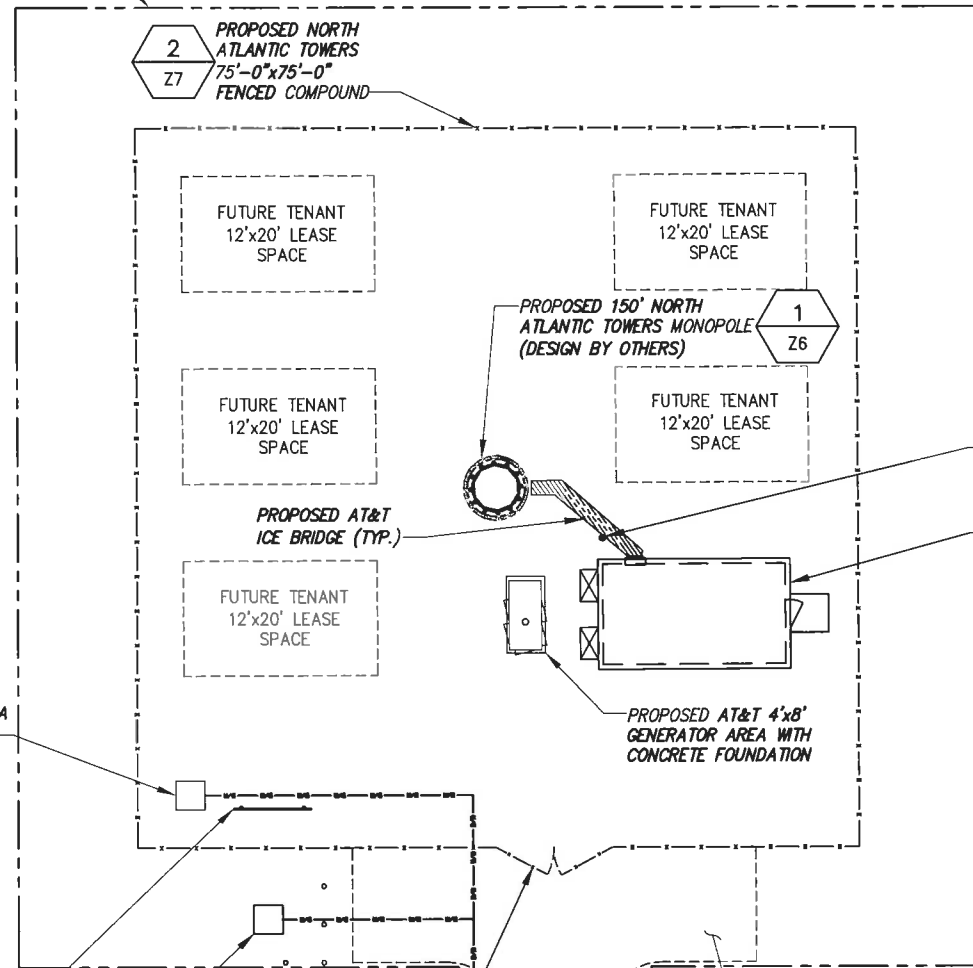 2
Z7
PROPOSED NORTH
ATLANTIC TOWERS
75'-0"x75'-0"
FENCED COMPOUND
FUTURE TENANT
12'x20' LEASE
SPACE
FUTURE TENANT
12'x20' LEASE
SPACE
PROPOSED 150' NORTH
ATLANTIC TOWERS MONOPOLE
(DESIGN BY OTHERS)
1
Z6
FUTURE TENANT
12'x20' LEASE
SPACE
FUTURE TENANT
12'x20' LEASE
SPACE
PROPOSED AT&T
ICE BRIDGE (TYP.)
FUTURE TENANT
12'x20' LEASE
SPACE
PROPOSED AT&T 4'x8'
GENERATOR AREA WITH
CONCRETE FOUNDATION
A